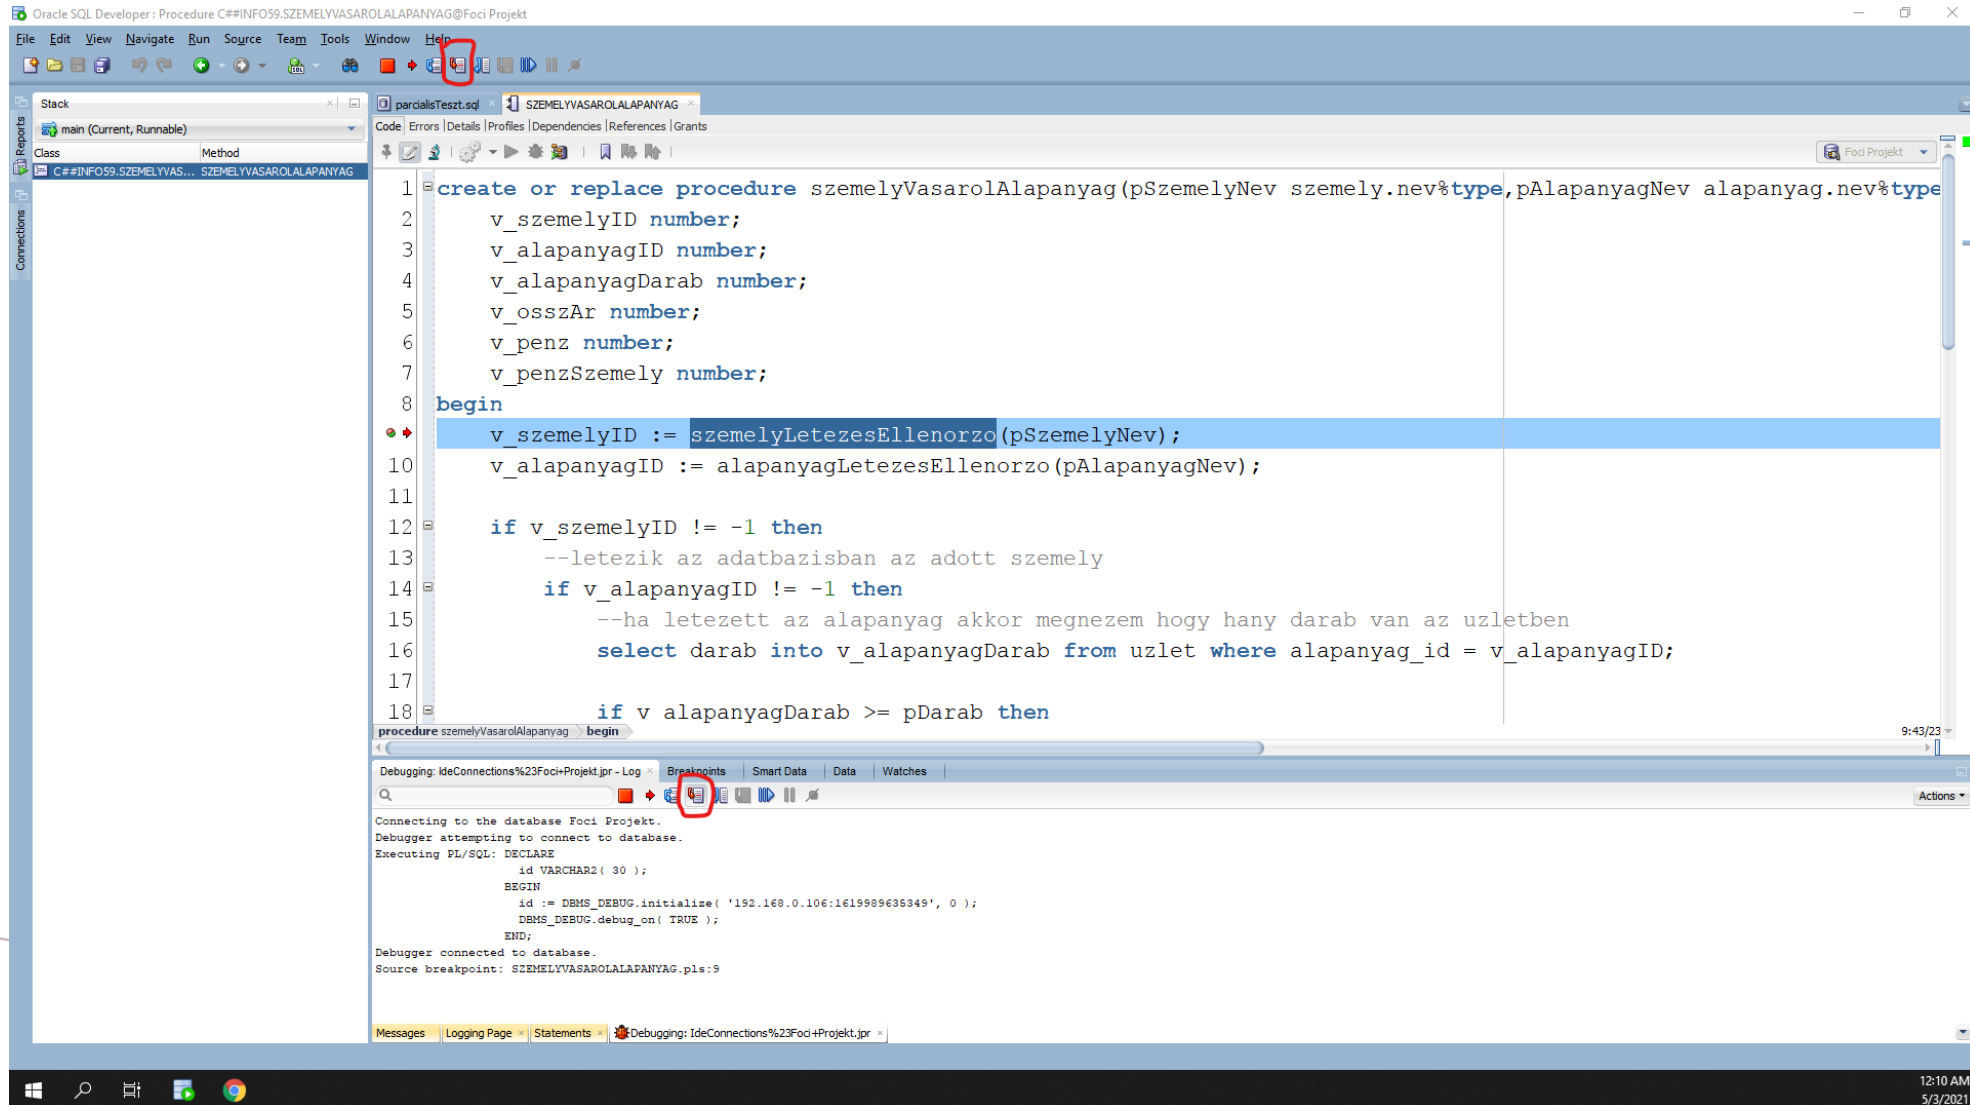 Oracle SQL Developer : Procedure C##INFO59.SZEMELYVASAROLALAPANYAG@Foci Projekt
File Edit View Navigate Run Source Team Tools Window Help
Stack
main (Current, Runnable)
Class Method
C##INFO59.SZEMELYVAS... SZEMELYVASAROLALAPANYAG
Reports
Connections
parcialisTeszt.sql SZEMELYVASAROLALAPANYAG
Code Errors Details Profiles Dependencies References Grants
Foci Projekt
1 create or replace procedure szemelyVasarolAlapanyag(pSzemelyNev szemely.nev%type,pAlapanyagNev alapanyag.nev%type
2 v_szemelyID number;
3 v_alapanyagID number;
4 v_alapanyagDarab number;
5 v_osszAr number;
6 v_penz number;
7 v_penzSzemely number;
8 begin
v_szemelyID := szemelyLetezesEllenorzo(pSzemelyNev);
10 v_alapanyagID := alapanyagLetezesEllenorzo(pAlapanyagNev);
11
12 if v_szemelyID != -1 then
13 --letezik az adatbazisban az adott szemely
14 if v_alapanyagID != -1 then
15 --ha letezett az alapanyag akkor megnezem hogy hany darab van az uzletben
16 select darab into v_alapanyagDarab from uzlet where alapanyag_id = v_alapanyagID;
17
18 if v_alapanyagDarab >= pDarab then
procedure szemelyVasarolAlapanyag begin
9:43/23
Debugging: IdeConnections%23Foci+Projekt.jpr - Log Breakpoints Smart Data Data Watches
Actions
Connecting to the database Foci Projekt.
Debugger attempting to connect to database.
Executing PL/SQL: DECLARE
id VARCHAR2( 30 );
BEGIN
id := DBMS_DEBUG.initialize( '192.168.0.106:1619989635349', 0 );
DBMS_DEBUG.debug_on( TRUE );
END;
Debugger connected to database.
Source breakpoint: SZEMELYVASAROLALAPANYAG.pls:9
Messages Logging Page Statements Debugging: IdeConnections%23Foci+Projekt.jpr
12:10 AM
5/3/2021